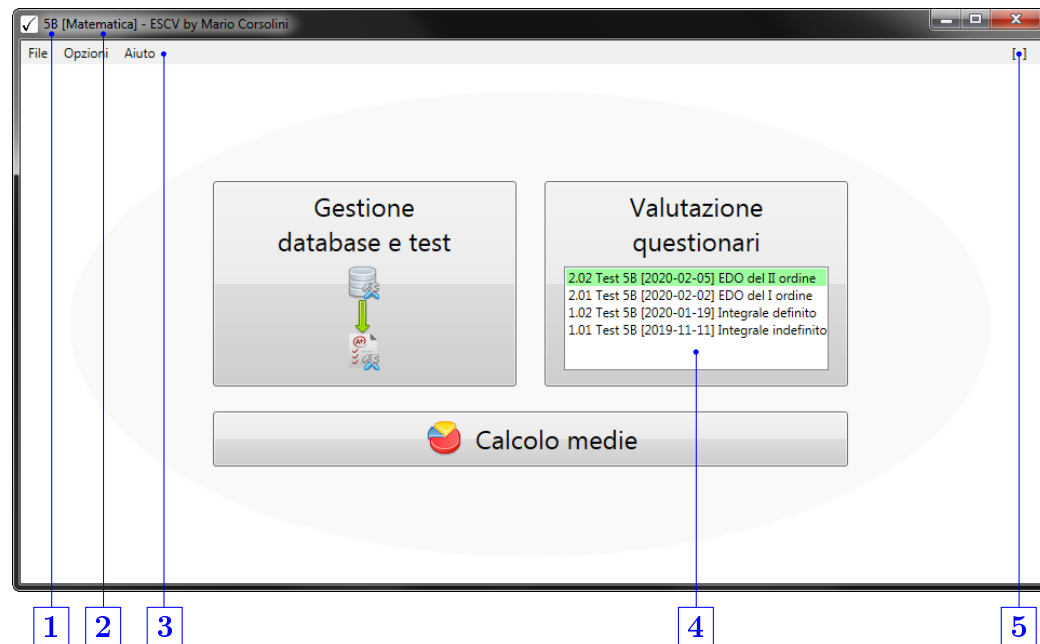 5B [Matematica] - ESCV by Mario Corsolini
File Opzioni Aiuto [•]
Gestione
database e test
A+
Valutazione
questionari
2.02 Test 5B [2020-02-05] EDO del II ordine
2.01 Test 5B [2020-02-02] EDO del I ordine
1.02 Test 5B [2020-01-19] Integrale definito
1.01 Test 5B [2019-11-11] Integrale indefinito
Calcolo medie
1 2 3 4 5